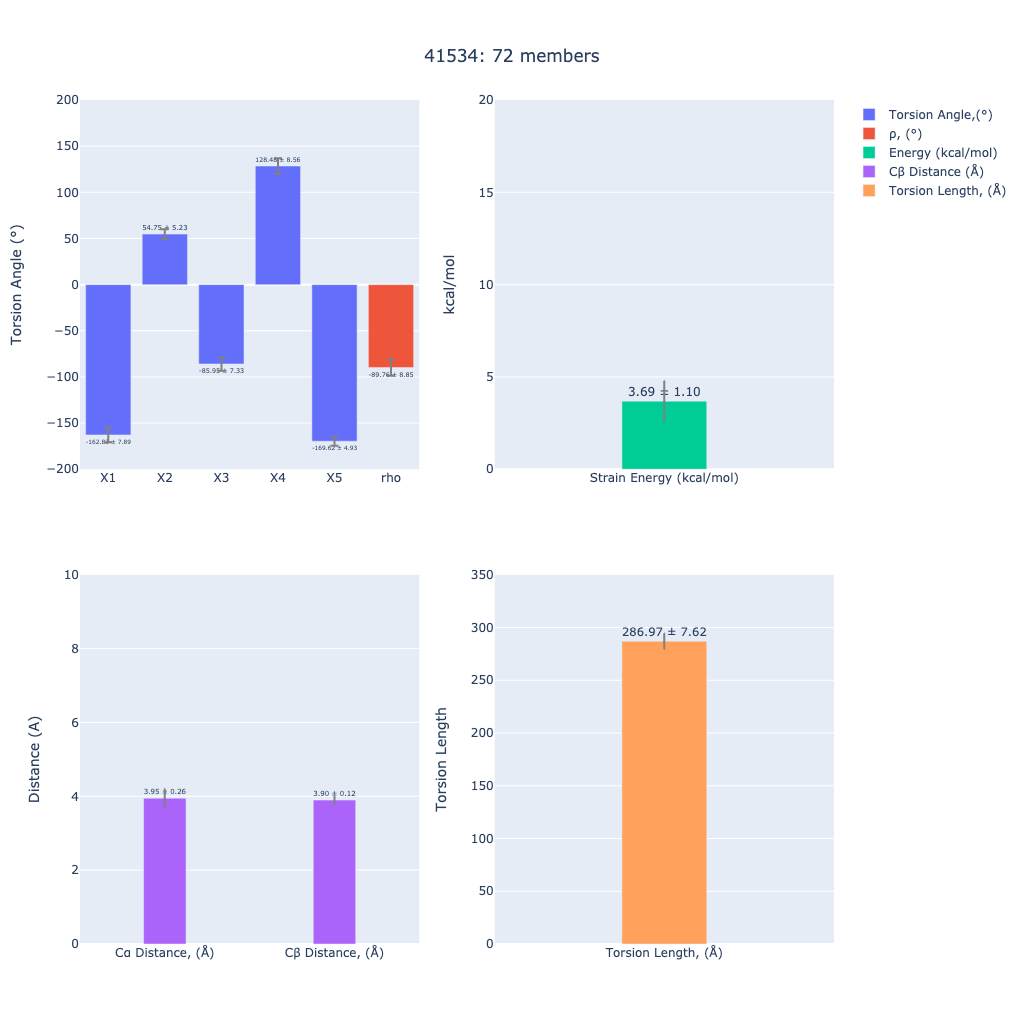 41534: 72 members
Torsion Angle (°)
200
150
100
50
0
−50
−100
−150
−200
± 7.89
54.75 ± 5.23
-85.95 ± 7.33
± 8.56
-169.62 ± 4.93
± 8.85
X1 X2 X3 X4 X5 rho
kcal/mol
20
15
10
5
0
3.69 ± 1.10
Strain Energy (kcal/mol)
Torsion Angle,(°)
ρ, (°)
Energy (kcal/mol)
Cβ Distance (Å)
Torsion Length, (Å)
Distance (A)
10
8
6
4
2
0
3.95 ± 0.26
3.90 ± 0.12
Cα Distance, (Å) Cβ Distance, (Å)
Torsion Length
350
300
250
200
150
100
50
0
286.97 ± 7.62
Torsion Length, (Å)